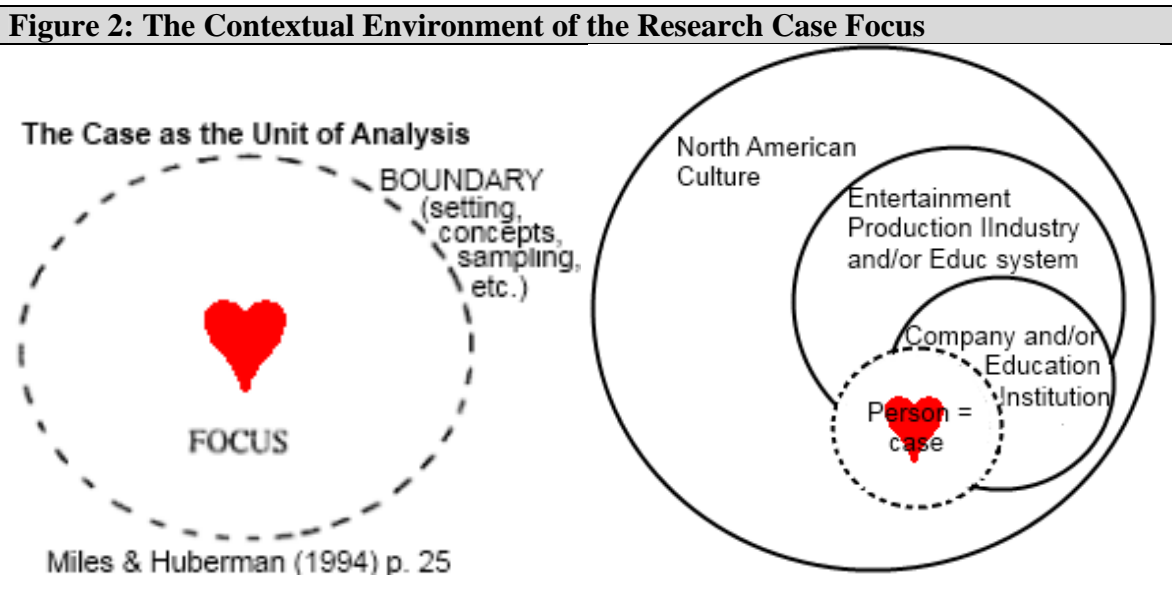 Figure 2: The Contextual Environment of the Research Case Focus
The Case as the Unit of Analysis
BOUNDARY
(setting,
concepts,
sampling,
etc.)
FOCUS
Miles & Huberman (1994) p. 25
North American
Culture
Entertainment
Production IIndustry
and/or Educ system
Company and/or
Education
Institution
Person =
case